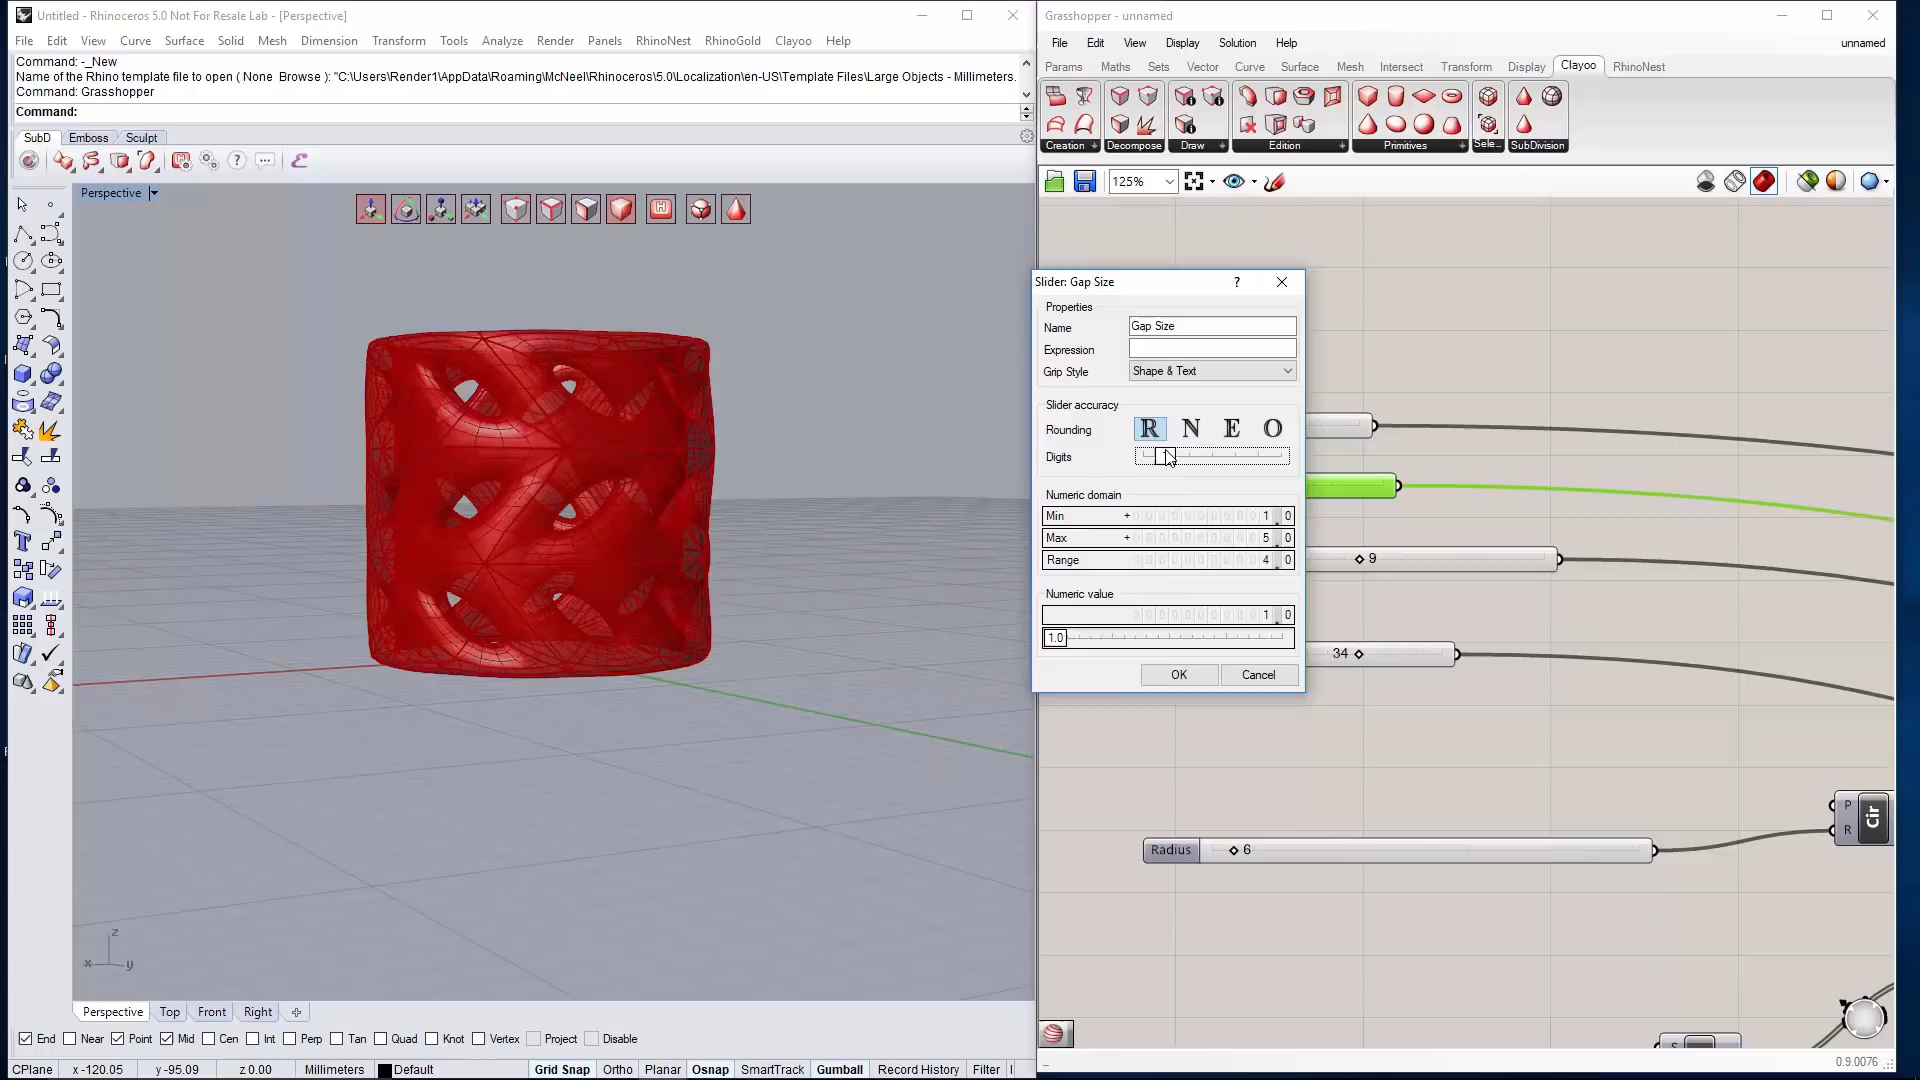 Untitled - Rhinoceros 5.0 Not For Resale Lab - [Perspective]
File Edit View Curve Surface Solid Mesh Dimension Transform Tools Analyze Render Panels RhinoNest RhinoGold Clayoo Help
Command: -_New
Name of the Rhino template file to open ( None Browse ): "C:\Users\Render1\AppData\Roaming\McNeel\Rhinoceros\5.0\Localization\en-US\Template Files\Large Objects - Millimeters.
Command: Grasshopper
Command:
SubD Emboss Sculpt
Perspective
Perspective Top Front Right
End Near Point Mid Cen Int Perp Tan Quad Knot Vertex Project Disable
CPlane x -120.05 y -95.09 z 0.00 Millimeters Default Grid Snap Ortho Planar Osnap SmartTrack Gumball Record History Filter
z
x y
Grasshopper - unnamed
File Edit View Display Solution Help unnamed
Params Maths Sets Vector Curve Surface Mesh Intersect Transform Display Clayoo RhinoNest
Creation Decompose Draw Edition Primitives Sele... SubDivision
125%
Slider: Gap Size ?
Properties
Name Gap Size
Expression
Grip Style Shape & Text
Slider accuracy
Rounding R N E O
Digits
Numeric domain
Min + 1.0
Max + 5.0
Range 4.0
Numeric value
1.0
1.0
OK Cancel
9
34
Radius 6
P
R
Cir
S
0.9.0076